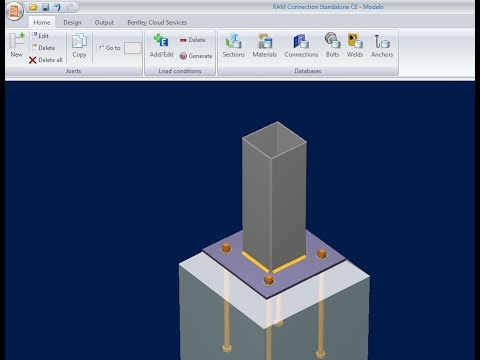 RAM Connection Standalone CE - Modelo
Home Design Output Bentley Cloud Services
New
Edit
Delete
Delete all
Copy
Go to
Joints
Add/Edit
Delete
Generate
Load conditions
Sections Materials Connections Bolts Welds Anchors
Databases